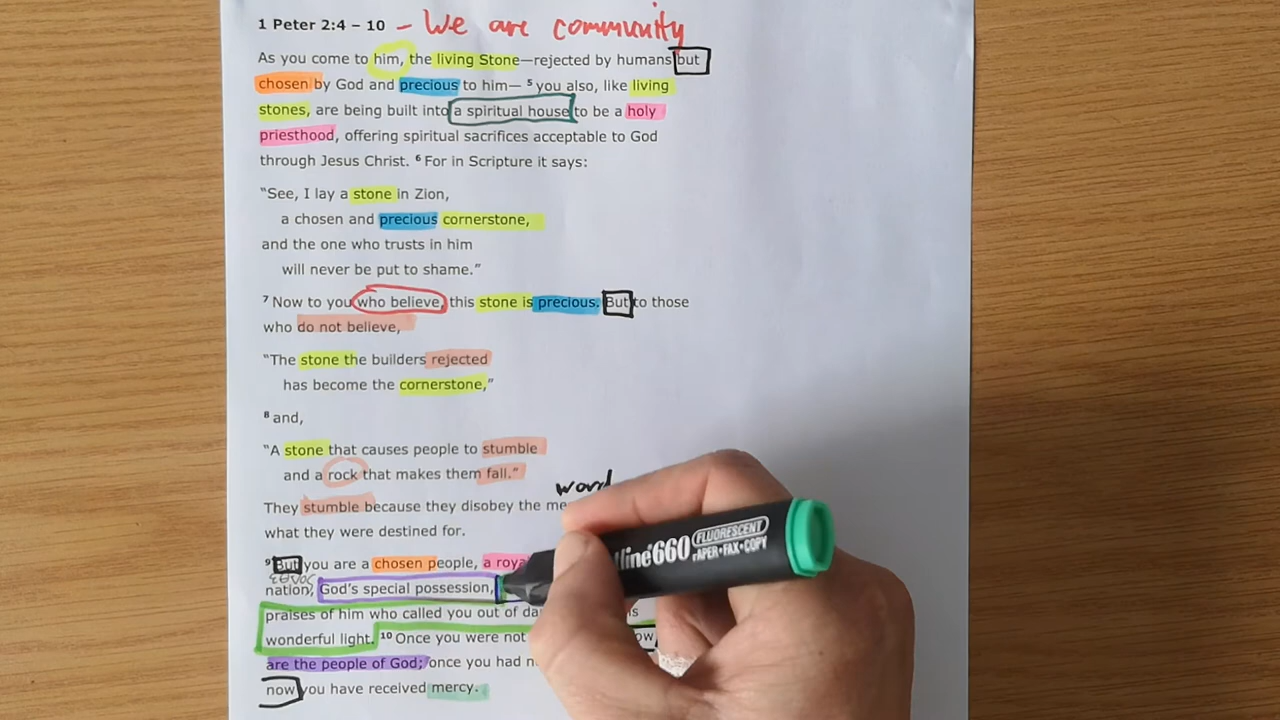 1 Peter 2:4 – 10 – We are community
As you come to him, the living Stone—rejected by humans but
chosen by God and precious to him— 5 you also, like living
stones, are being built into a spiritual house to be a holy
priesthood, offering spiritual sacrifices acceptable to God
through Jesus Christ. 6 For in Scripture it says:
“See, I lay a stone in Zion,
a chosen and precious cornerstone,
and the one who trusts in him
will never be put to shame.”
7 Now to you who believe, this stone is precious. But to those
who do not believe,
“The stone the builders rejected
has become the cornerstone,”
8 and,
“A stone that causes people to stumble
and a rock that makes them fall.”
word
They stumble because they disobey the me
what they were destined for.
9 But you are a chosen people, a roya
εθνος
nation, God’s special possession,
praises of him who called you out of da s
wonderful light. 10 Once you were not ow
are the people of God; once you had n
now you have received mercy.
line 660 FLUORESCENT
PAPER•FAX•COPY